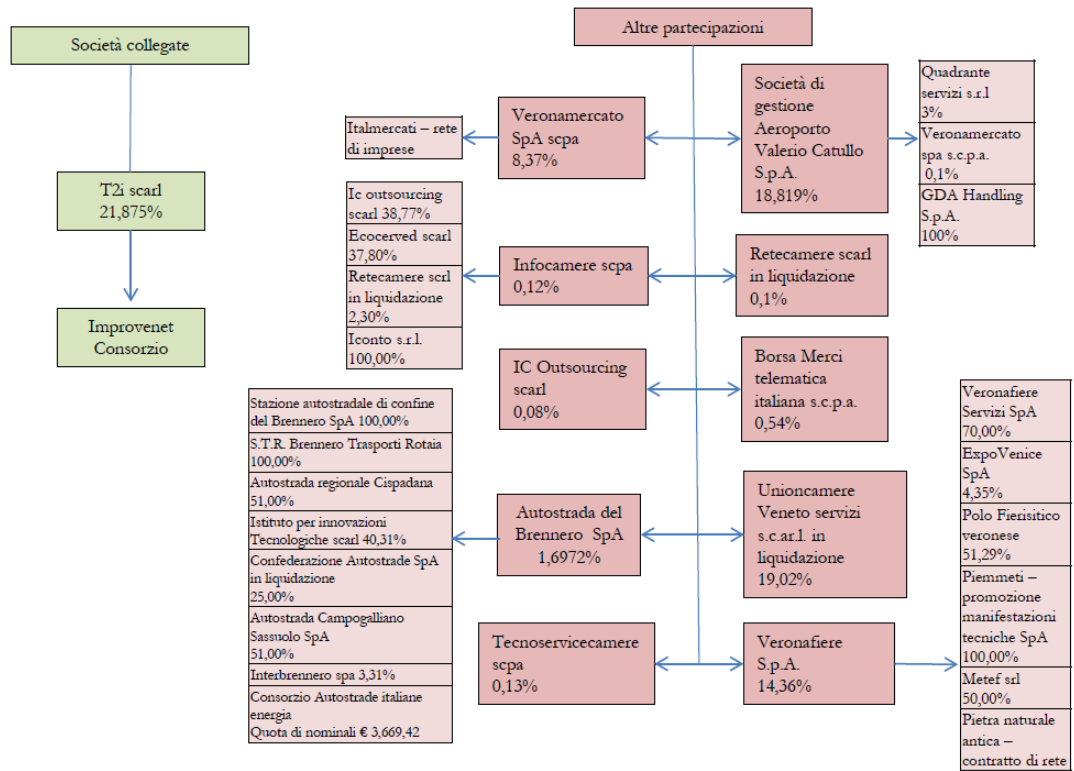 Società collegate
T2i scarl
21,875%
Improvenet
Consorzio
Altre partecipazioni
Italmercati – rete
di imprese
Veronamercato
SpA scpa
8,37%
Società di
gestione
Aeroporto
Valerio Catullo
S.p.A.
18,819%
Quadrante
servizi s.r.l
3%
Veronamercato
spa s.c.p.a.
0,1%
GDA Handling
S.p.A.
100%
Ic outsourcing
scarl 38,77%
Ecocerved scarl
37,80%
Retecamere scrl
in liquidazione
2,30%
Iconto s.r.l.
100,00%
Infocamere scpa
0,12%
Retecamere scarl
in liquidazione
0,1%
IC Outsourcing
scarl
0,08%
Borsa Merci
telematica
italiana s.c.p.a.
0,54%
Stazione autostradale di confine
del Brennero SpA 100,00%
S.T.R. Brennero Trasporti Rotaia
100,00%
Autostrada regionale Cispadana
51,00%
Istituto per innovazioni
Tecnologiche scarl 40,31%
Confederazione Autostrade SpA
in liquidazione
25,00%
Autostrada Campogalliano
Sassuolo SpA
51,00%
Interbrennero spa 3,31%
Consorzio Autostrade italiane
energia
Quota di nominali € 3,669,42
Autostrada del
Brennero SpA
1,6972%
Unioncamere
Veneto servizi
s.c.ar.l. in
liquidazione
19,02%
Tecnoservicecamere
scpa
0,13%
Veronafiere
S.p.A.
14,36%
Veronafiere
Servizi SpA
70,00%
ExpoVenice
SpA
4,35%
Polo Fierisitico
veronese
51,29%
Piemmeti –
promozione
manifestazioni
tecniche SpA
100,00%
Metef srl
50,00%
Pietra naturale
antica –
contratto di rete